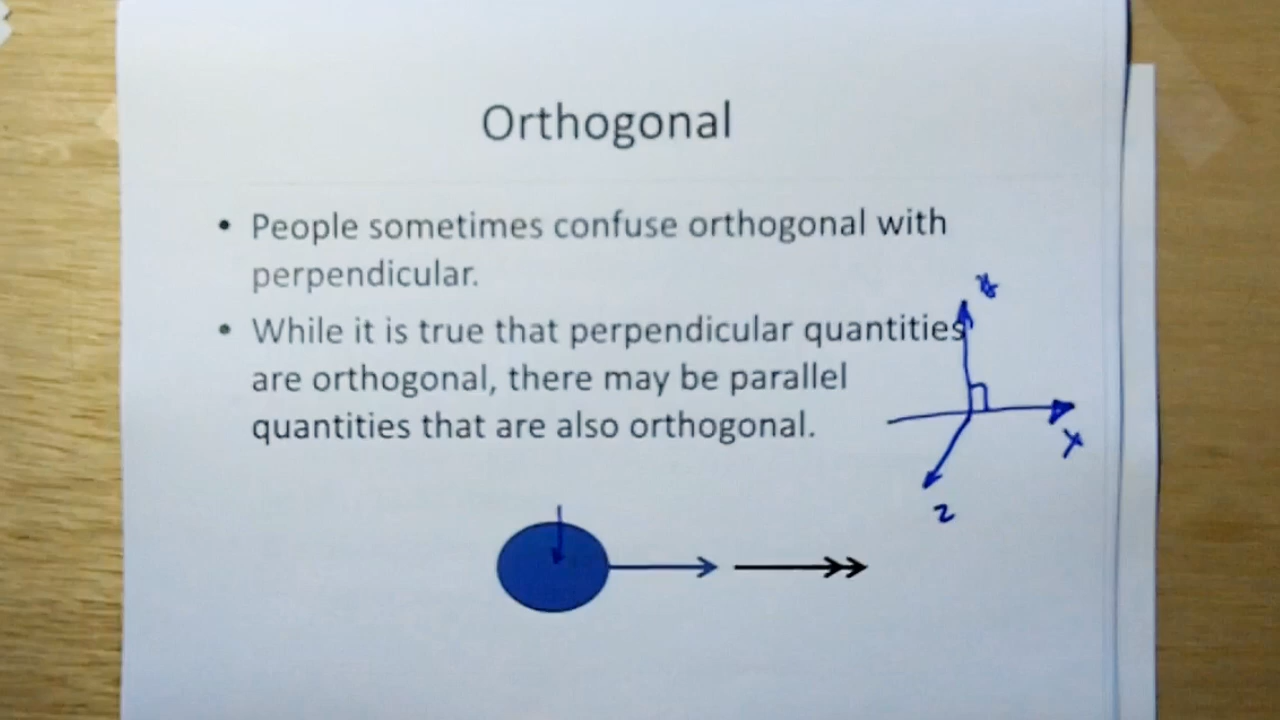 Orthogonal
• People sometimes confuse orthogonal with
perpendicular.
• While it is true that perpendicular quantities
are orthogonal, there may be parallel
quantities that are also orthogonal.
y
x
z